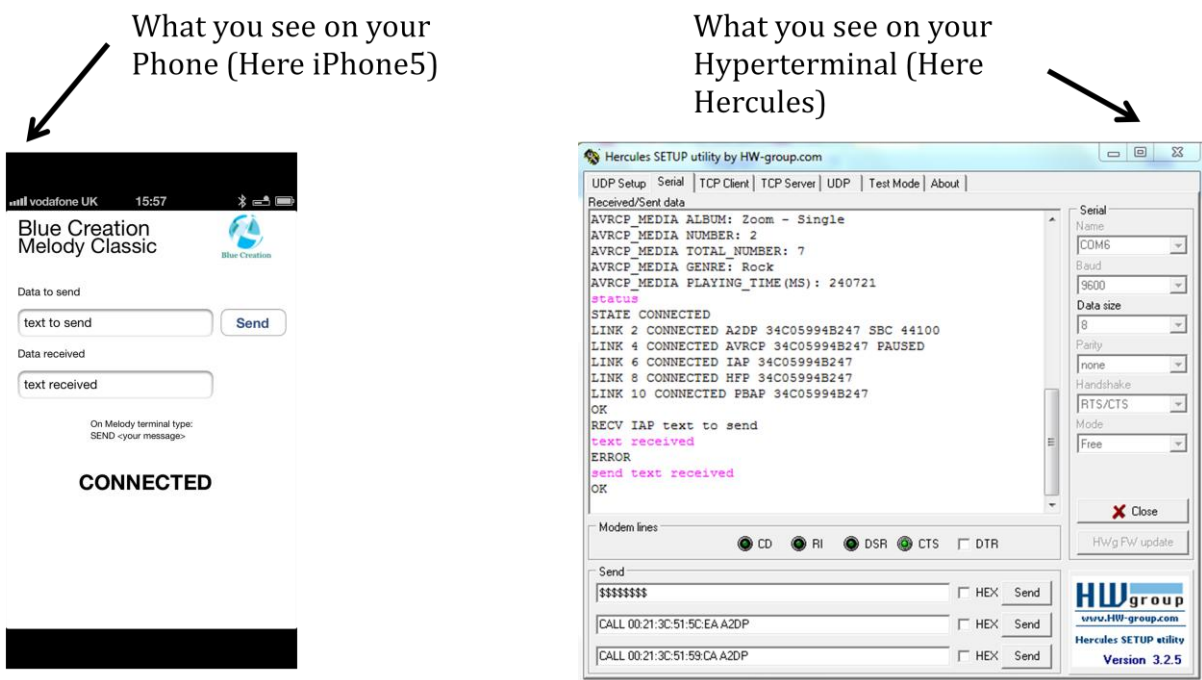 What you see on your
Phone (Here iPhone5)
What you see on your
Hyperterminal (Here
Hercules)
vodafone UK 15:57
Blue Creation
Melody Classic
Blue Creation
Data to send
text to send Send
Data received
text received
On Melody terminal type:
SEND <your message>
CONNECTED
Hercules SETUP utility by HW-group.com
UDP Setup Serial TCP Client TCP Server UDP Test Mode About
Received/Sent data
AVRCP_MEDIA ALBUM: Zoom - Single
AVRCP_MEDIA NUMBER: 2
AVRCP_MEDIA TOTAL_NUMBER: 7
AVRCP_MEDIA GENRE: Rock
AVRCP_MEDIA PLAYING_TIME(MS): 240721
status
STATE CONNECTED
LINK 2 CONNECTED A2DP 34C05994B247 SBC 44100
LINK 4 CONNECTED AVRCP 34C05994B247 PAUSED
LINK 6 CONNECTED IAP 34C05994B247
LINK 8 CONNECTED HFP 34C05994B247
LINK 10 CONNECTED PBAP 34C05994B247
OK
RECV IAP text to send
text received
ERROR
send text received
OK
Serial
Name
COM6
Baud
9600
Data size
8
Parity
none
Handshake
RTS/CTS
Mode
Free
Close
HWg FW update
Modem lines
CD RI DSR CTS DTR
Send
$$$$$$$$ HEX Send
CALL 00:21:3C:51:5C:EA A2DP HEX Send
CALL 00:21:3C:51:59:CA A2DP HEX Send
HW group
www.HW-group.com
Hercules SETUP utility
Version 3.2.5